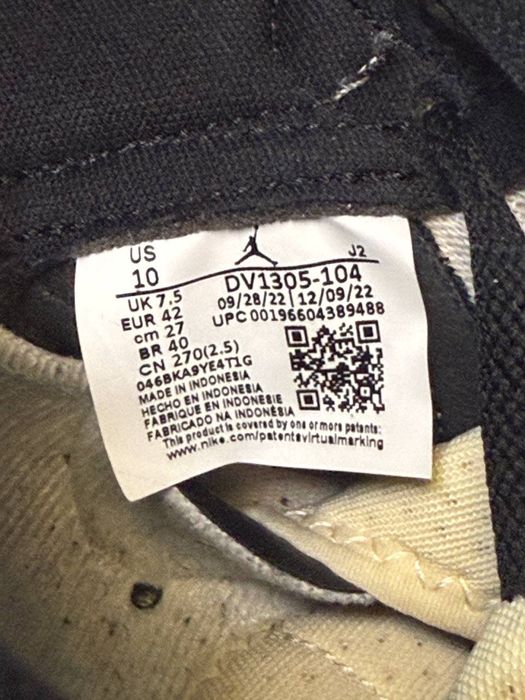 US
10
J2
DV1305-104
UK 7.5
09/28/22 | 12/09/22
EUR 42
UPC 00196604389488
cm 27
BR 40
CN 270(2.5)
046BKA9YE4T1G
MADE IN INDONESIA
HECHO EN INDONESIA
FABRIQUE EN INDONESIE
FABRICADO NA INDONÉSIA
This product is covered by one or more patents:
www.nike.com/patentsvirtualmarking